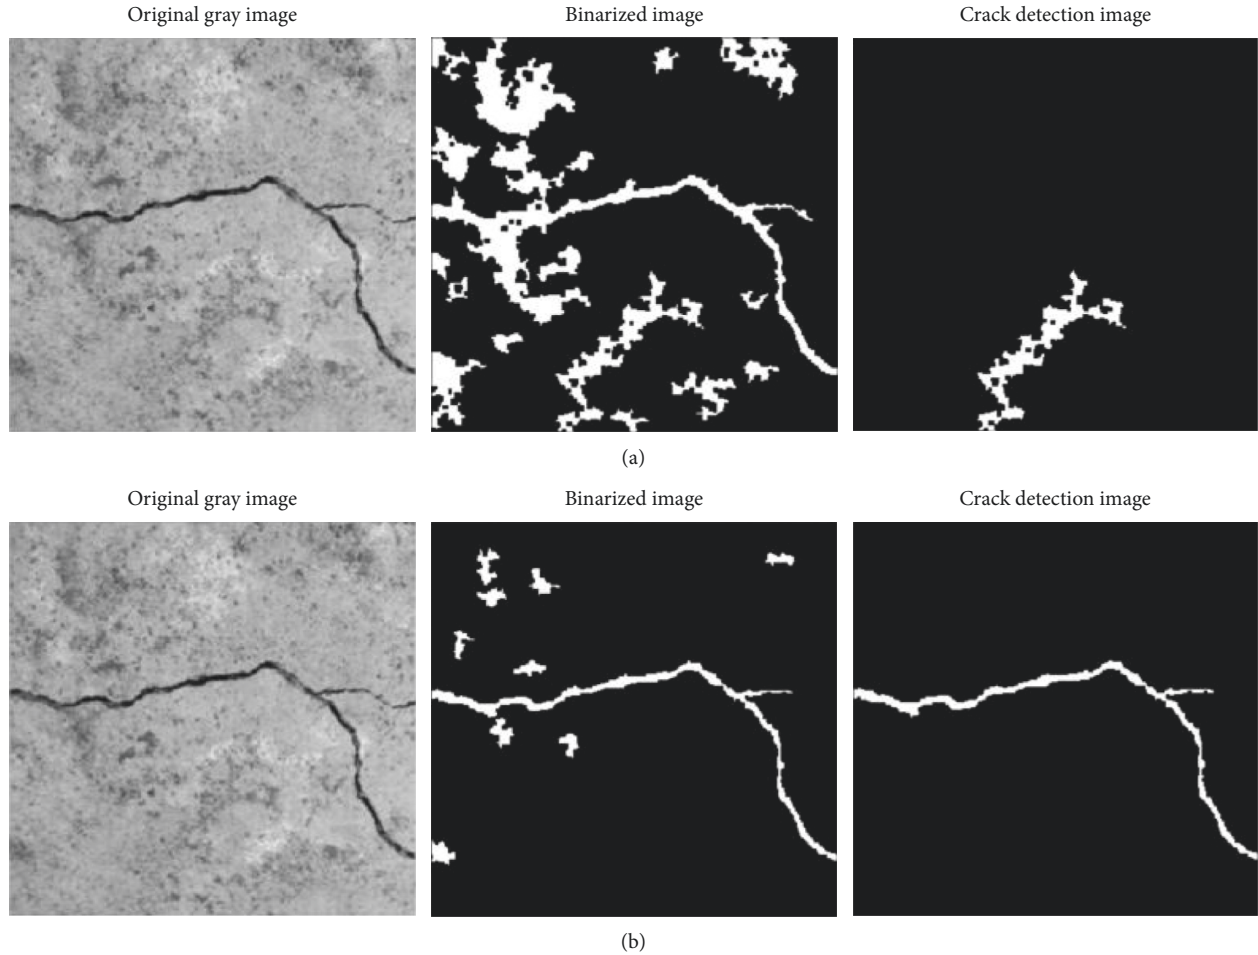 Original gray image
Binarized image
Crack detection image
(a)
Original gray image
Binarized image
Crack detection image
(b)